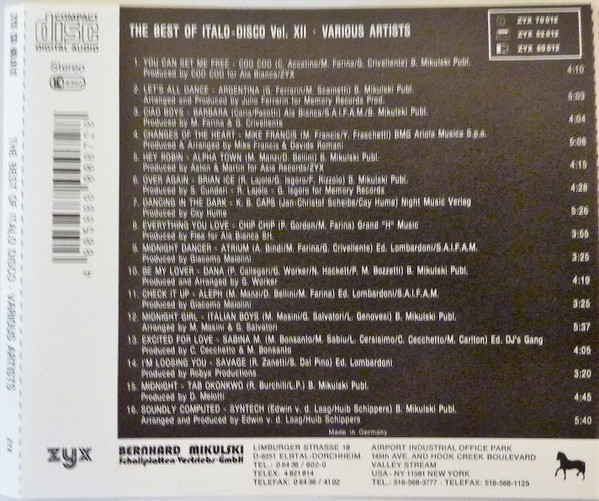 COMPACT
disc
DIGITAL AUDIO
Stereo
THE BEST OF ITALO-DISCO Vol. XII · VARIOUS ARTISTS
ZYX 70012
ZYX 52012
ZYX 60012
1. YOU CAN SET ME FREE - COO COO (C. Accatino/M. Farina/G. Crivellente) B. Mikulski Publ.
Produced by COO COO for Ala Bianca/ZYX 4:10
2. LET'S ALL DANCE - ARGENTINA (G. Ferrarin/M. Scainetti) B. Mikulski Publ.
Arranged and Produced by Julio Ferrarin for Memory Records Prod. 5:03
3. CIAO BOYS - BARBARA (Carla/Pasotti) Ala Bianca/S.A.I.F.A.M./B. Mikulski Publ.
Produced by M. Farina & G. Crivellente 4:04
4. CHANGES OF THE HEART - MIKE FRANCIS (M. Francis/Y. Fraschetti) BMG Ariola Musica S.p.a.
Produced & Arranged by Mike Francis & Davide Romani 5:08
5. HEY ROBIN - ALPHA TOWN (M. Manzi/D. Bellini) B. Mikulski Publ.
Produced by Asion & Martin for Asia Records/ZYX 4:15
6. OVER AGAIN - BRIAN ICE (R. Lajolo/G. Isgoro/F. Rizzolo) B. Mikulski Publ.
Produced by S. Cundari - R. Lajolo - G. Isgoro for Memory Records 4:28
7. DANCING IN THE DARK - K. B. CAPS (Jan-Christof Scheibe/Cay Hume) Night Music Verlag
Produced by Cay Hume 5:26
8. EVERYTHING YOU LOVE - CHIP CHIP (P. Gordon/M. Farina) Grand "H" Music
Produced by Flea for Ala Bianca Srl 3:55
9. MIDNIGHT DANCER - ATRIUM (A. Bindi/M. Farina/G. Crivellente) Ed. Lombardoni/S.A.I.F.A.M.
Produced by Giacomo Maiolini 3:25
10. BE MY LOVER - DANA (P. Callegari/G. Worker/N. Hackett/P. M. Bozzetti) B. Mikulski Publ.
Produced and Arranged by G. Worker 4:19
11. CHECK IT UP - ALEPH (M. Manzi/D. Bellini/M. Farina) Ed. Lombardoni/S.A.I.F.A.M.
Produced by Giacomo Maiolini 3:25
12. MIDNIGHT GIRL - ITALIAN BOYS (M. Masini/G. Salvatori/L. Genovesi) B. Mikulski Publ.
Arranged by M. Masini & G. Salvatori 5:37
13. EXCITED FOR LOVE - SABINA M. (M. Bonsanto/M. Sabiu/L. Ceralsimo/C. Cecchetto/M. Carlton) Ed. DJ's Gang
Produced by C. Cecchetto & M. Bonsanto 4:05
14. I'M LOOSING YOU - SAVAGE (R. Zanetti/S. Dal Pino) Ed. Lombardoni
Produced by Robyx Productions 3:20
15. MIDNIGHT - TAB OKONKWO (R. Burchill/L.P.) B. Mikulski Publ.
Produced by D. Melotti 4:45
16. SOUNDLY COMPUTED - SYNTECH (Edwin v. d. Laag/Huib Schippers) B. Mikulski Publ.
Arranged and Produced by Edwin v. d. Laag/Huib Schippers 5:40
Made in Germany
4 005880 000720
THE BEST OF ITALO DISCO · VARIOUS ARTISTS
ZYX
zyx
BERNHARD MIKULSKI
Schallplatten-Vertriebs-GmbH
LIMBURGER STRASSE 18
D-6251 ELBTAL-DORCHHEIM
TEL.: 0 64 36 / 602-0
TELEX: 4 821 614
TELEFAX: 0 64 36 / 41 02
AIRPORT INDUSTRIAL OFFICE PARK
145th AVE. AND HOOK CREEK BOULEVARD
VALLEY STREAM
USA-NY 11581 NEW YORK
TEL.: 516-568-3777 - TELEFAX: 516-568-1125